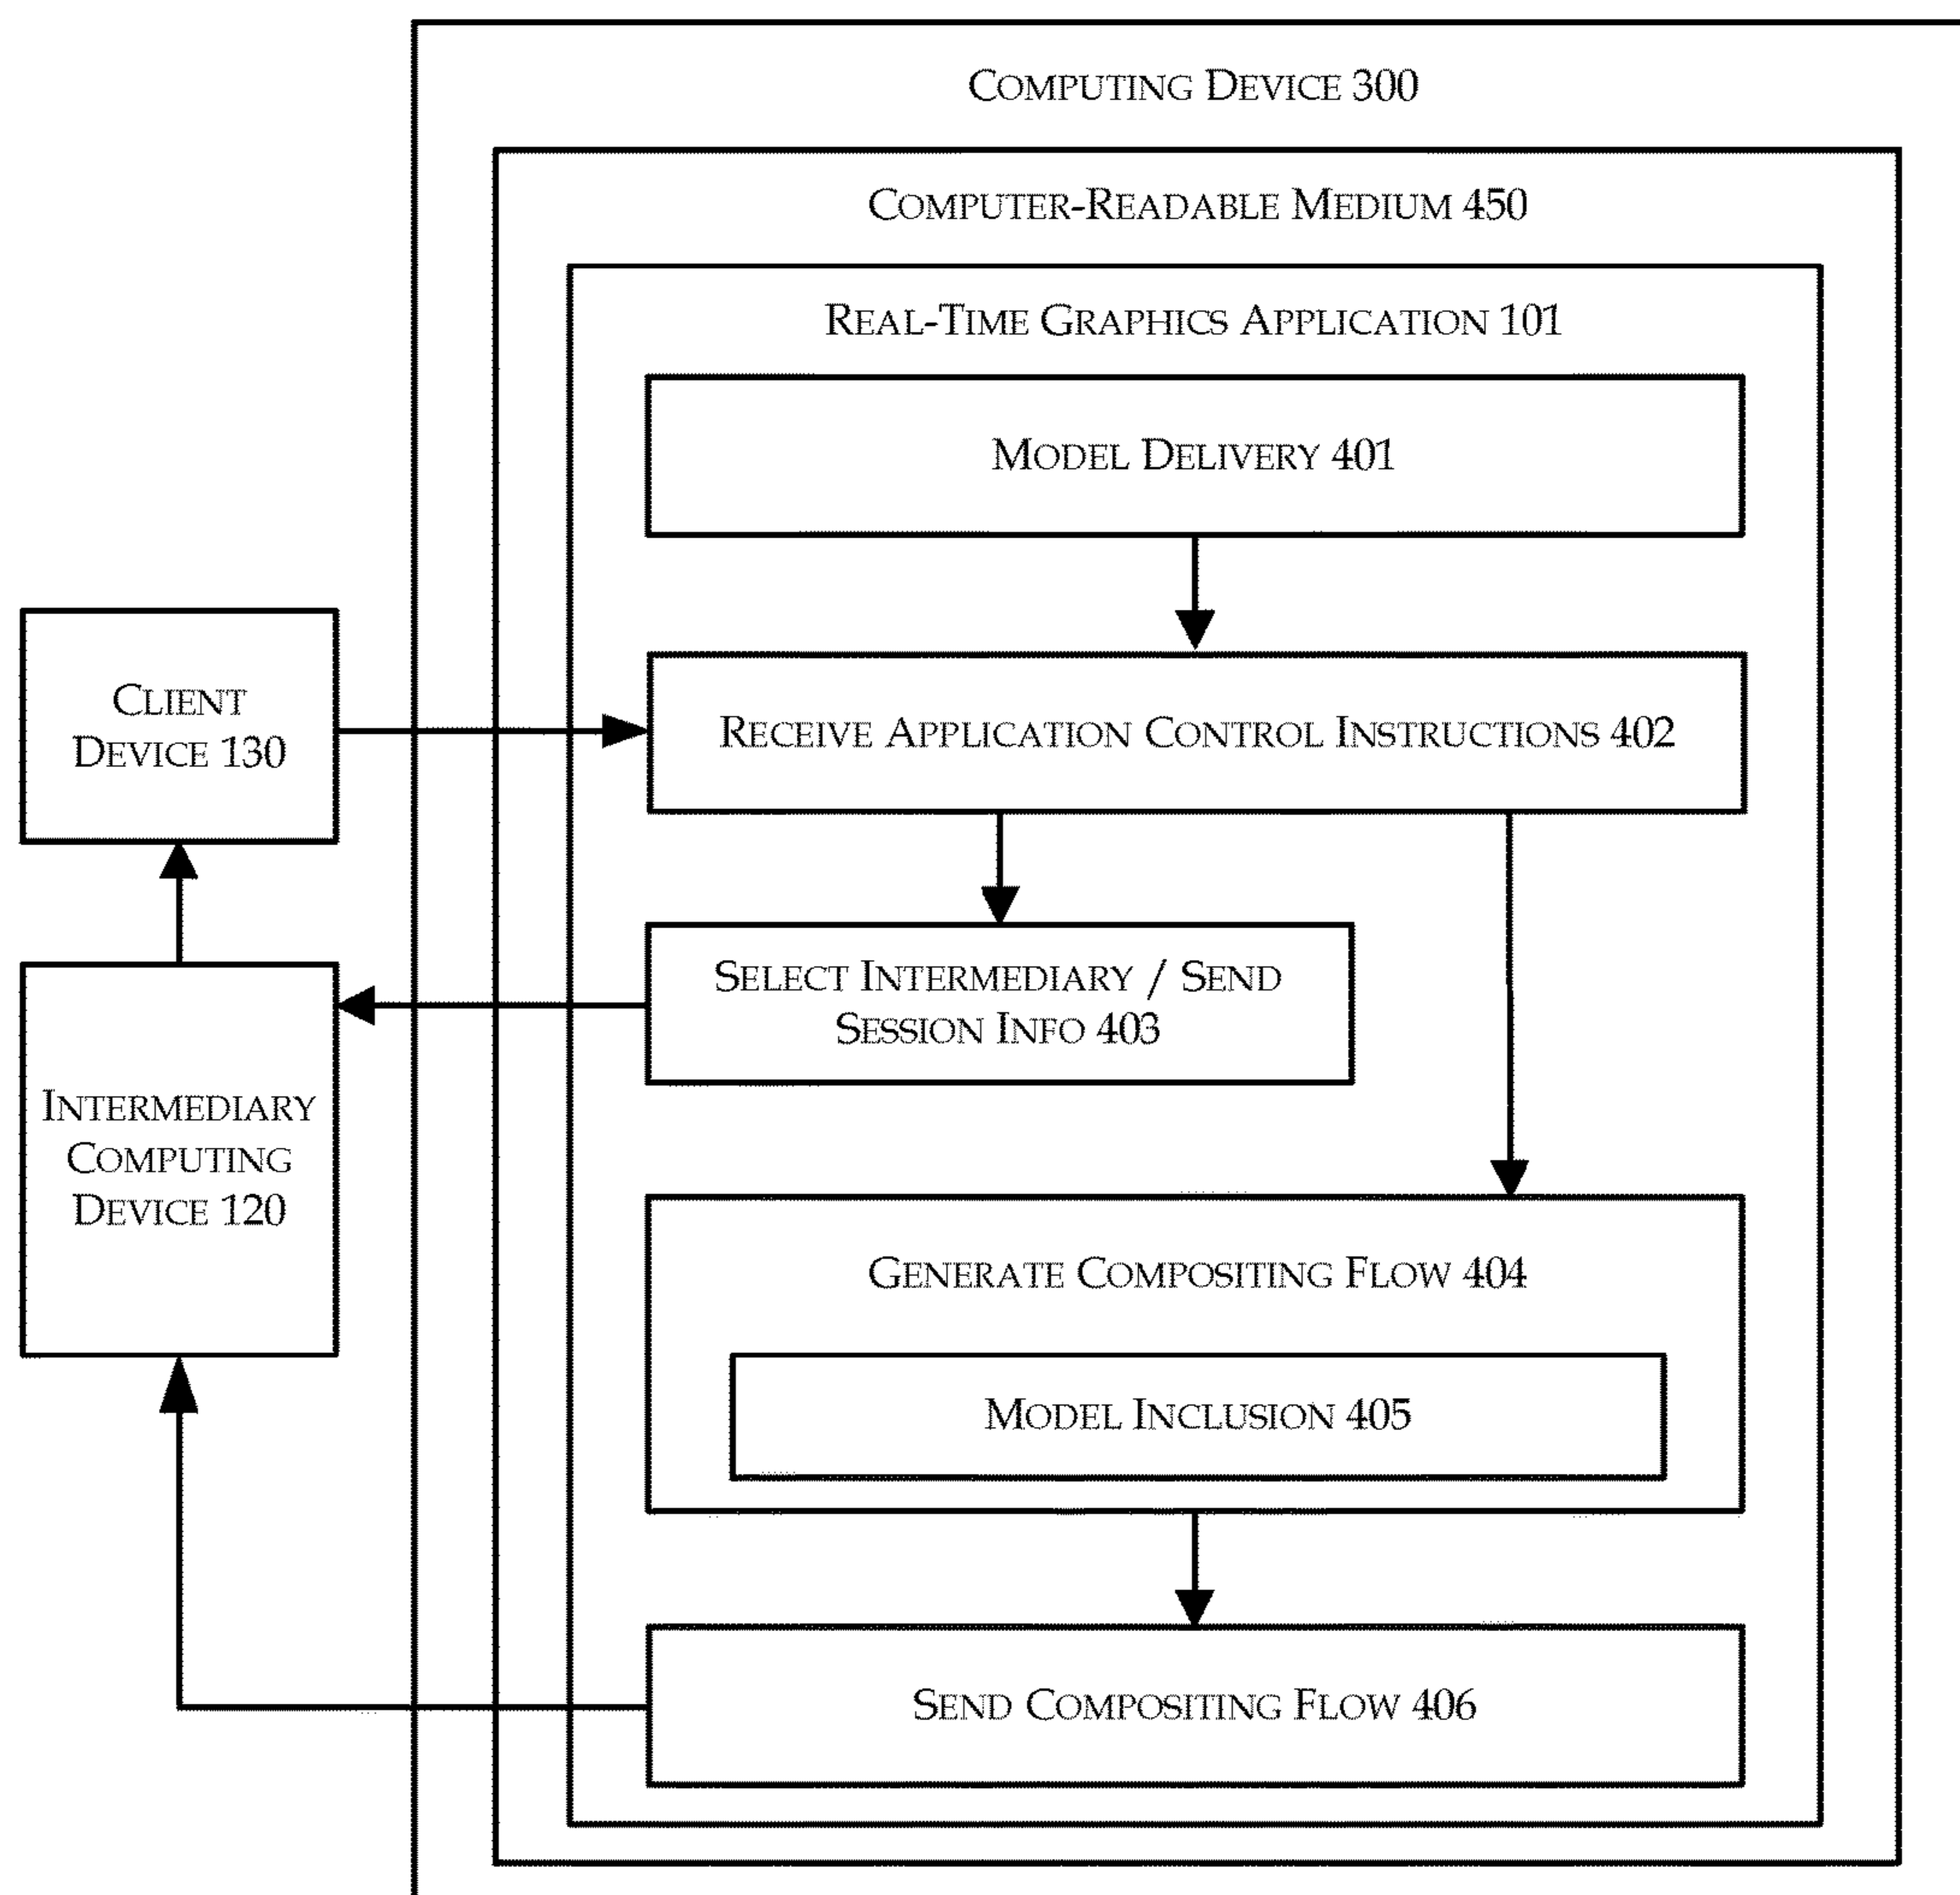 COMPUTING DEVICE 300
COMPUTER-READABLE MEDIUM 450
REAL-TIME GRAPHICS APPLICATION 101
MODEL DELIVERY 401
CLIENT
DEVICE 130
RECEIVE APPLICATION CONTROL INSTRUCTIONS 402
SELECT INTERMEDIARY / SEND
SESSION INFO 403
INTERMEDIARY
COMPUTING
DEVICE 120
GENERATE COMPOSITING FLOW 404
MODEL INCLUSION 405
SEND COMPOSITING FLOW 406